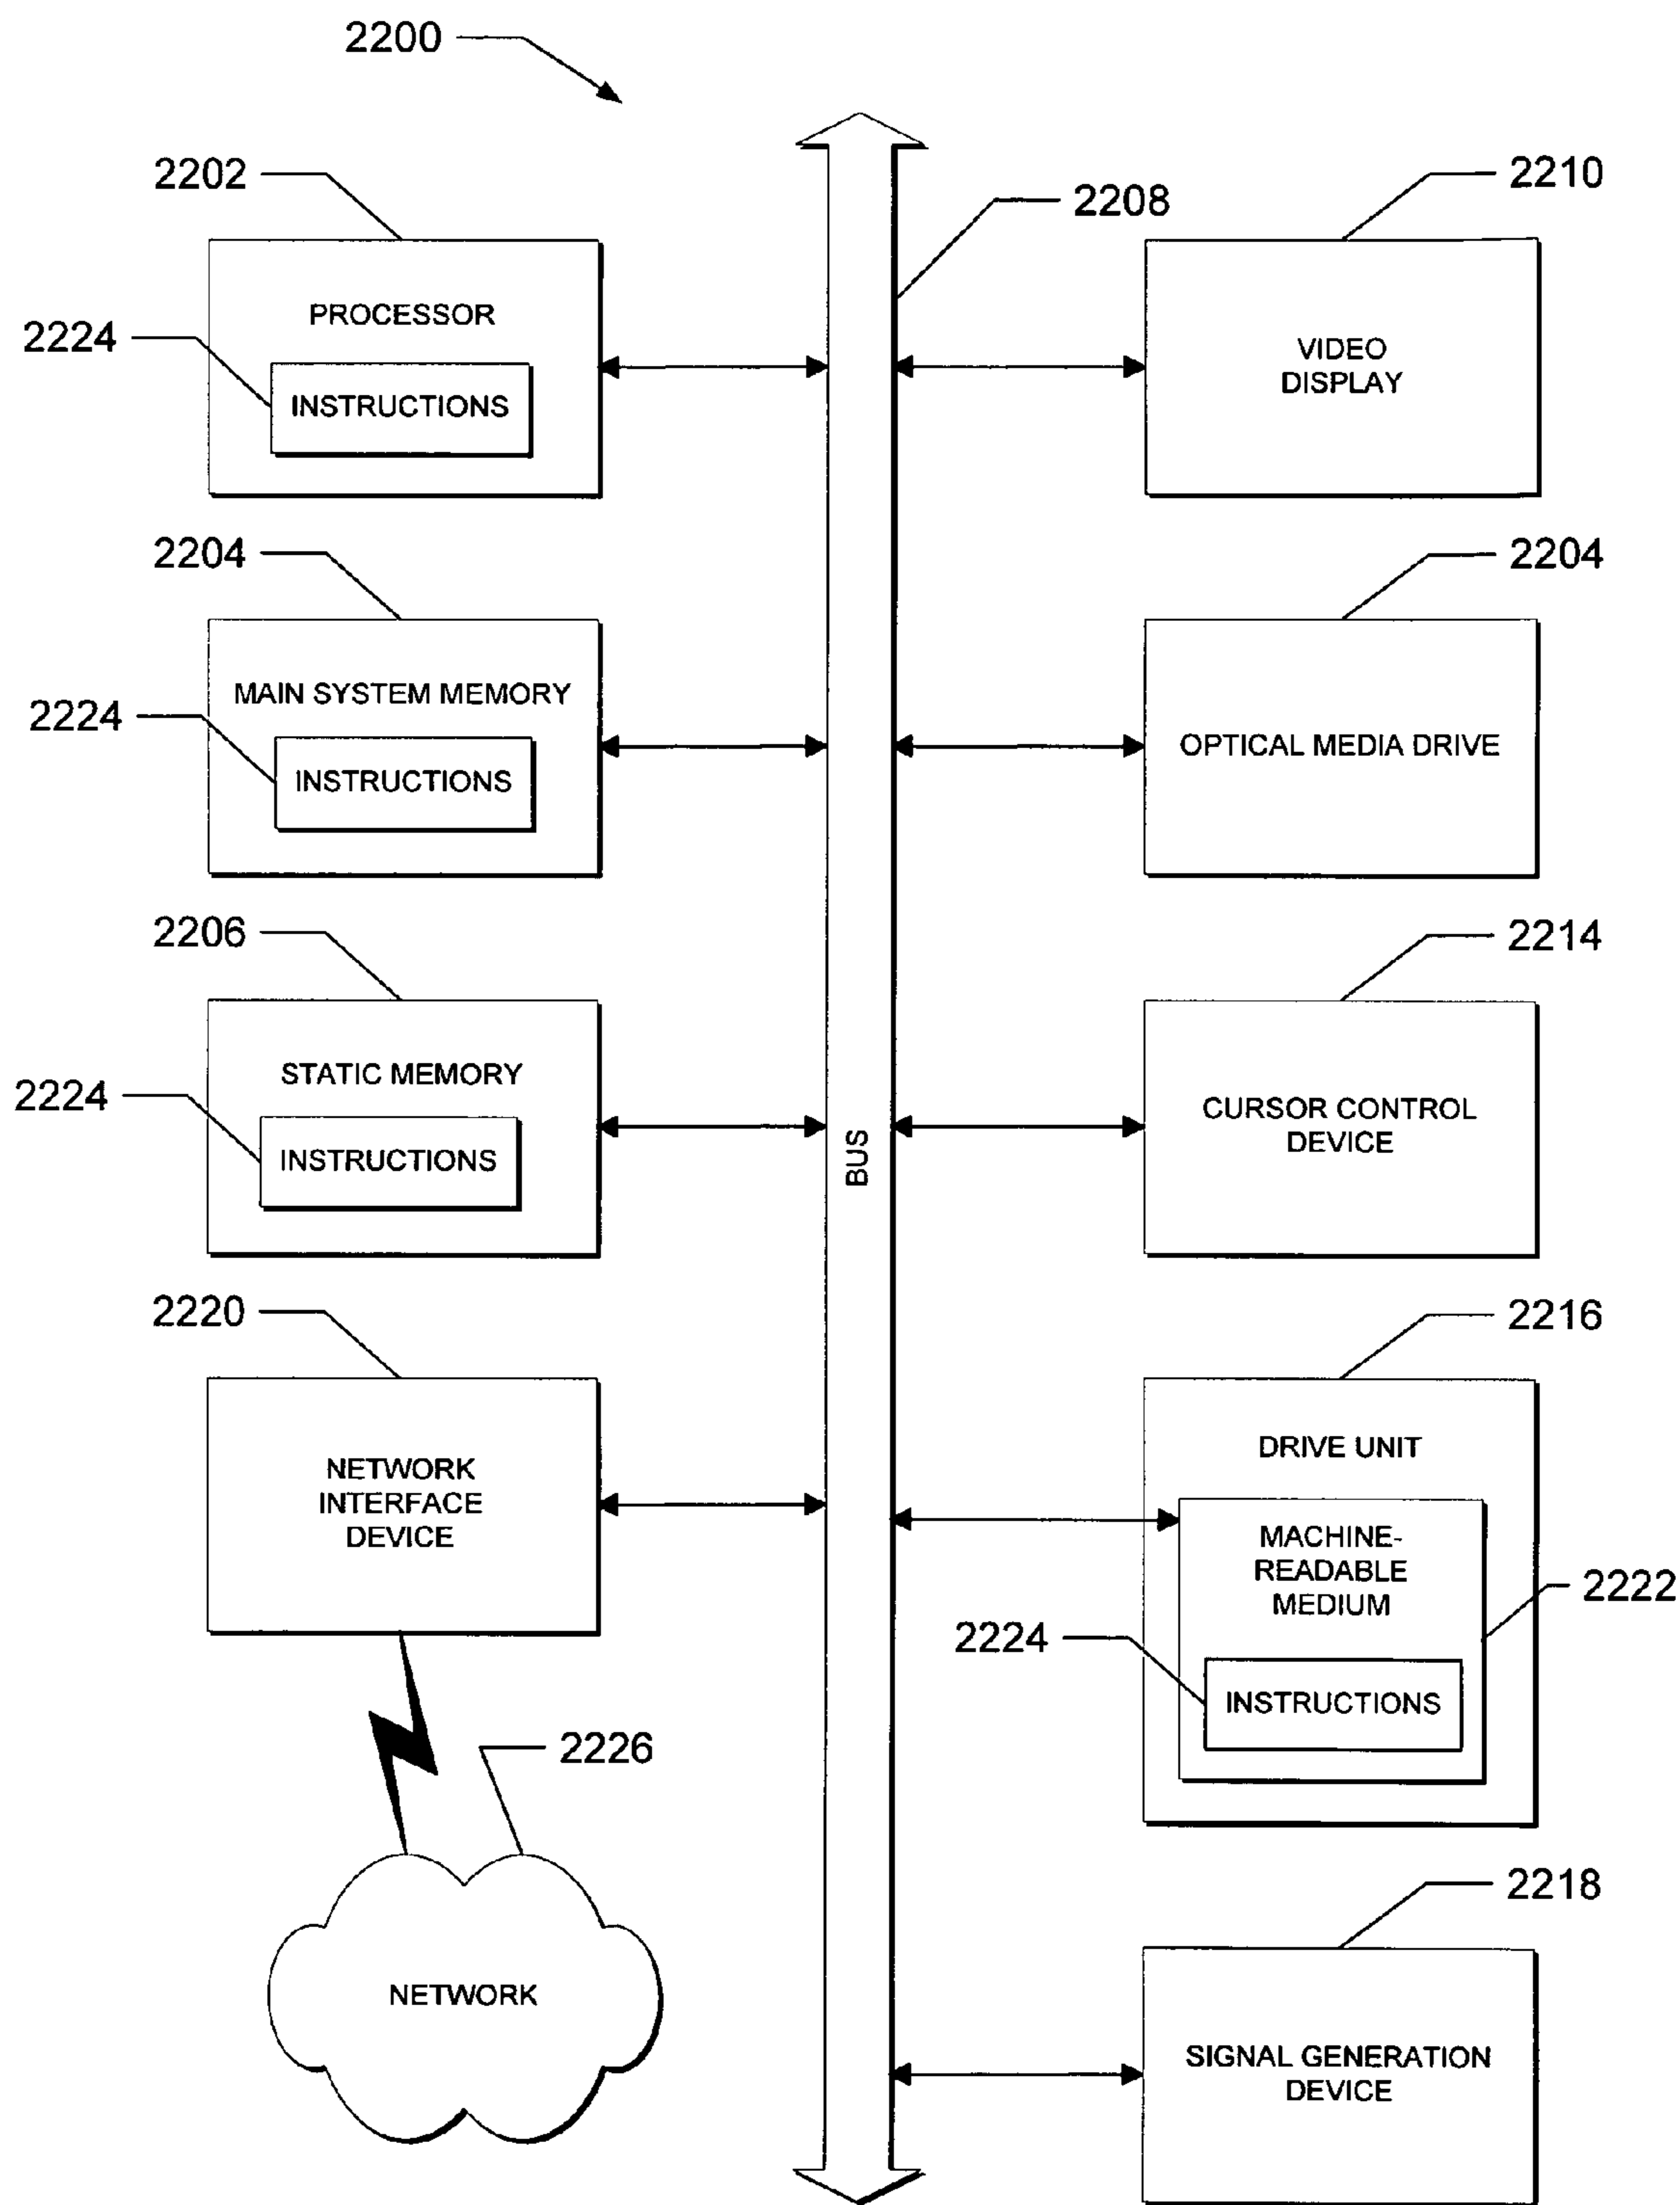 2200
2202
PROCESSOR
2224
INSTRUCTIONS
2204
MAIN SYSTEM MEMORY
2224
INSTRUCTIONS
2206
STATIC MEMORY
2224
INSTRUCTIONS
2220
NETWORK
INTERFACE
DEVICE
2226
NETWORK
2208
BUS
2210
VIDEO
DISPLAY
2204
OPTICAL MEDIA DRIVE
2214
CURSOR CONTROL
DEVICE
2216
DRIVE UNIT
MACHINE-
READABLE
MEDIUM
2222
2224
INSTRUCTIONS
2218
SIGNAL GENERATION
DEVICE